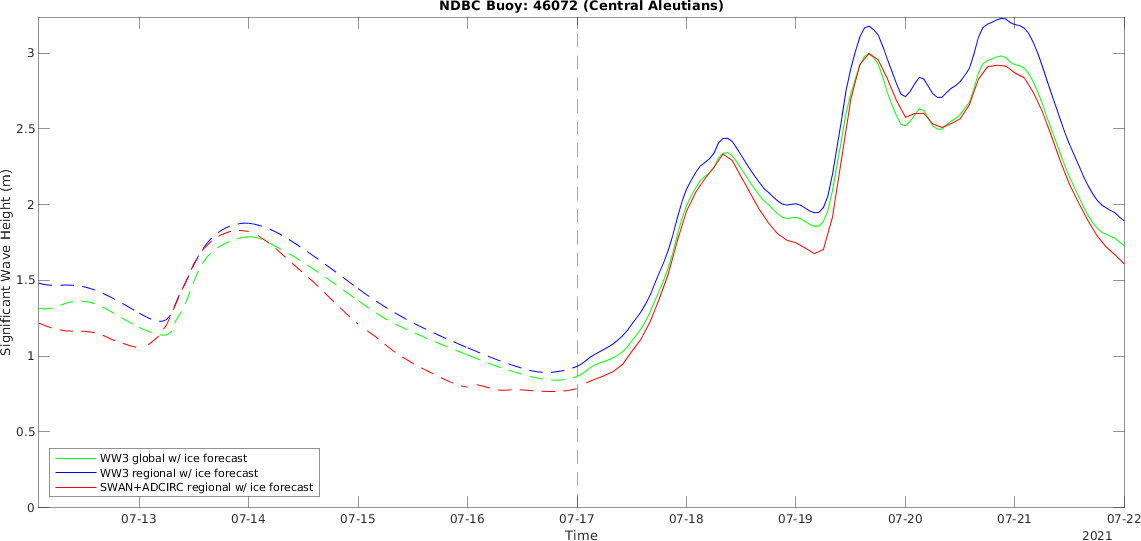 NDBC Buoy: 46072 (Central Aleutians)
Significant Wave Height (m)
3
2.5
2
1.5
1
0.5
0
WW3 global w/ ice forecast
WW3 regional w/ ice forecast
SWAN+ADCIRC regional w/ ice forecast
07-13 07-14 07-15 07-16 07-17 07-18 07-19 07-20 07-21 07-22
Time
2021